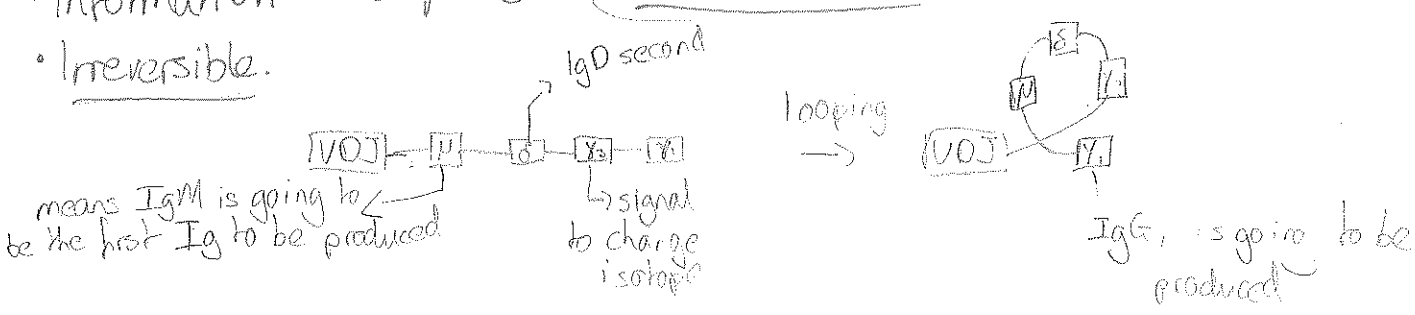 • Irreversible.
IgD second
looping
VDJ μ δ γ3 γ1
→
VDJ μ δ γ3 γ1
means IgM is going to
be the first Ig to be produced
signal
to change
isotope
IgG1 is going to be
produced